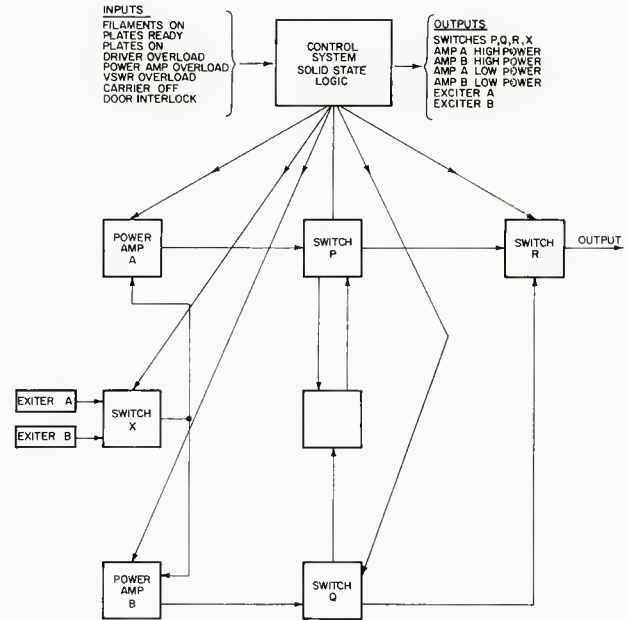 INPUTS
FILAMENTS ON
PLATES READY
PLATES ON
DRIVER OVERLOAD
POWER AMP OVERLOAD
VSWR OVERLOAD
CARRIER OFF
DOOR INTERLOCK
CONTROL
SYSTEM
SOLID STATE
LOGIC
OUTPUTS
SWITCHES P,Q,R,X
AMP A HIGH POWER
AMP B HIGH POWER
AMP A LOW POWER
AMP B LOW POWER
EXCITER A
EXCITER B
POWER
AMP
A
SWITCH
P
SWITCH
R
OUTPUT
EXITER A
EXITER B
SWITCH
X
POWER
AMP
B
SWITCH
Q